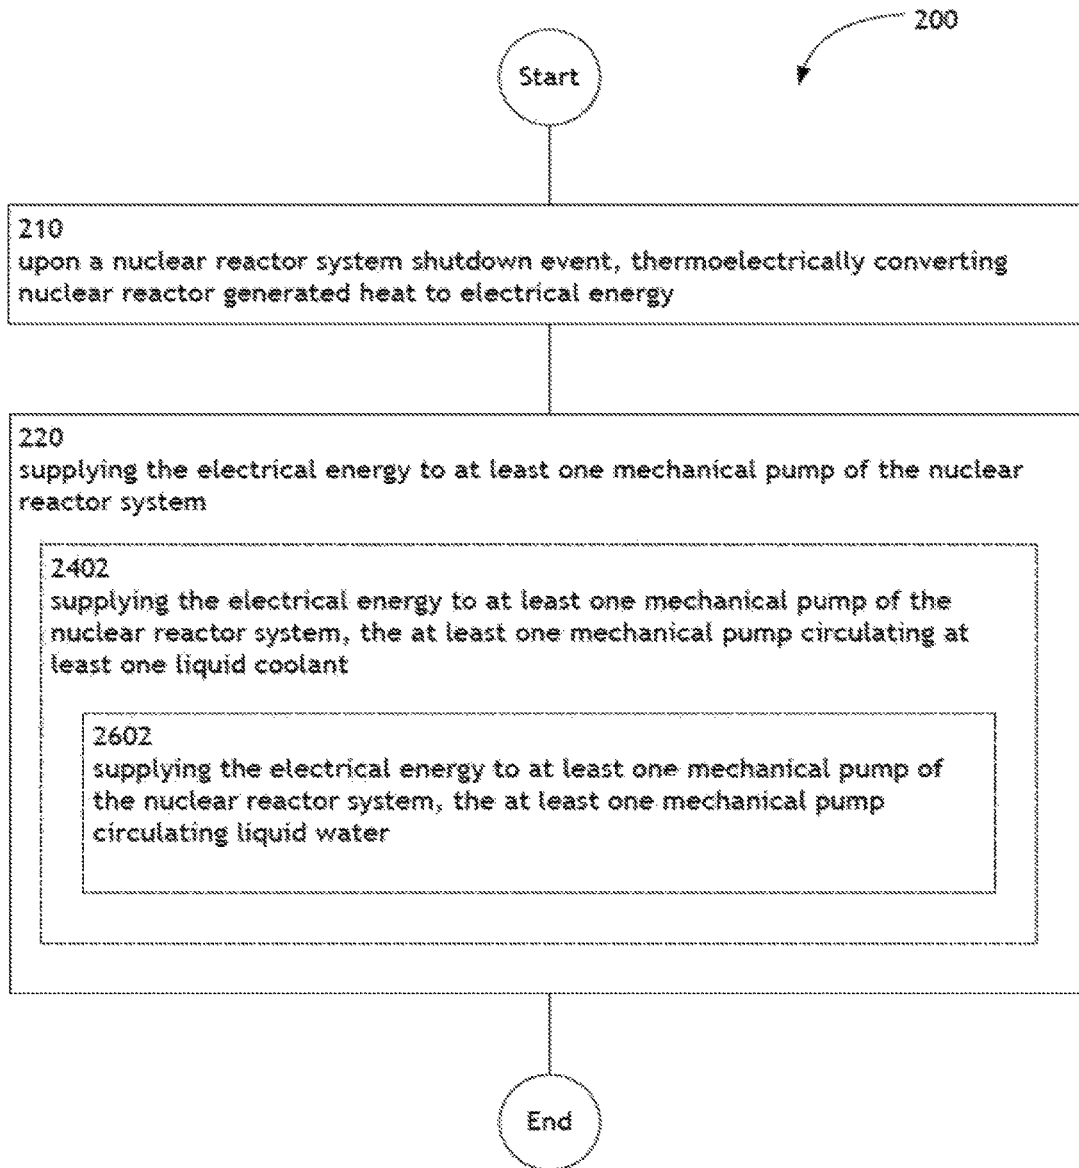 200
Start
210
upon a nuclear reactor system shutdown event, thermoelectrically converting
nuclear reactor generated heat to electrical energy
220
supplying the electrical energy to at least one mechanical pump of the nuclear
reactor system
2402
supplying the electrical energy to at least one mechanical pump of the
nuclear reactor system, the at least one mechanical pump circulating at
least one liquid coolant
2602
supplying the electrical energy to at least one mechanical pump of
the nuclear reactor system, the at least one mechanical pump
circulating liquid water
End